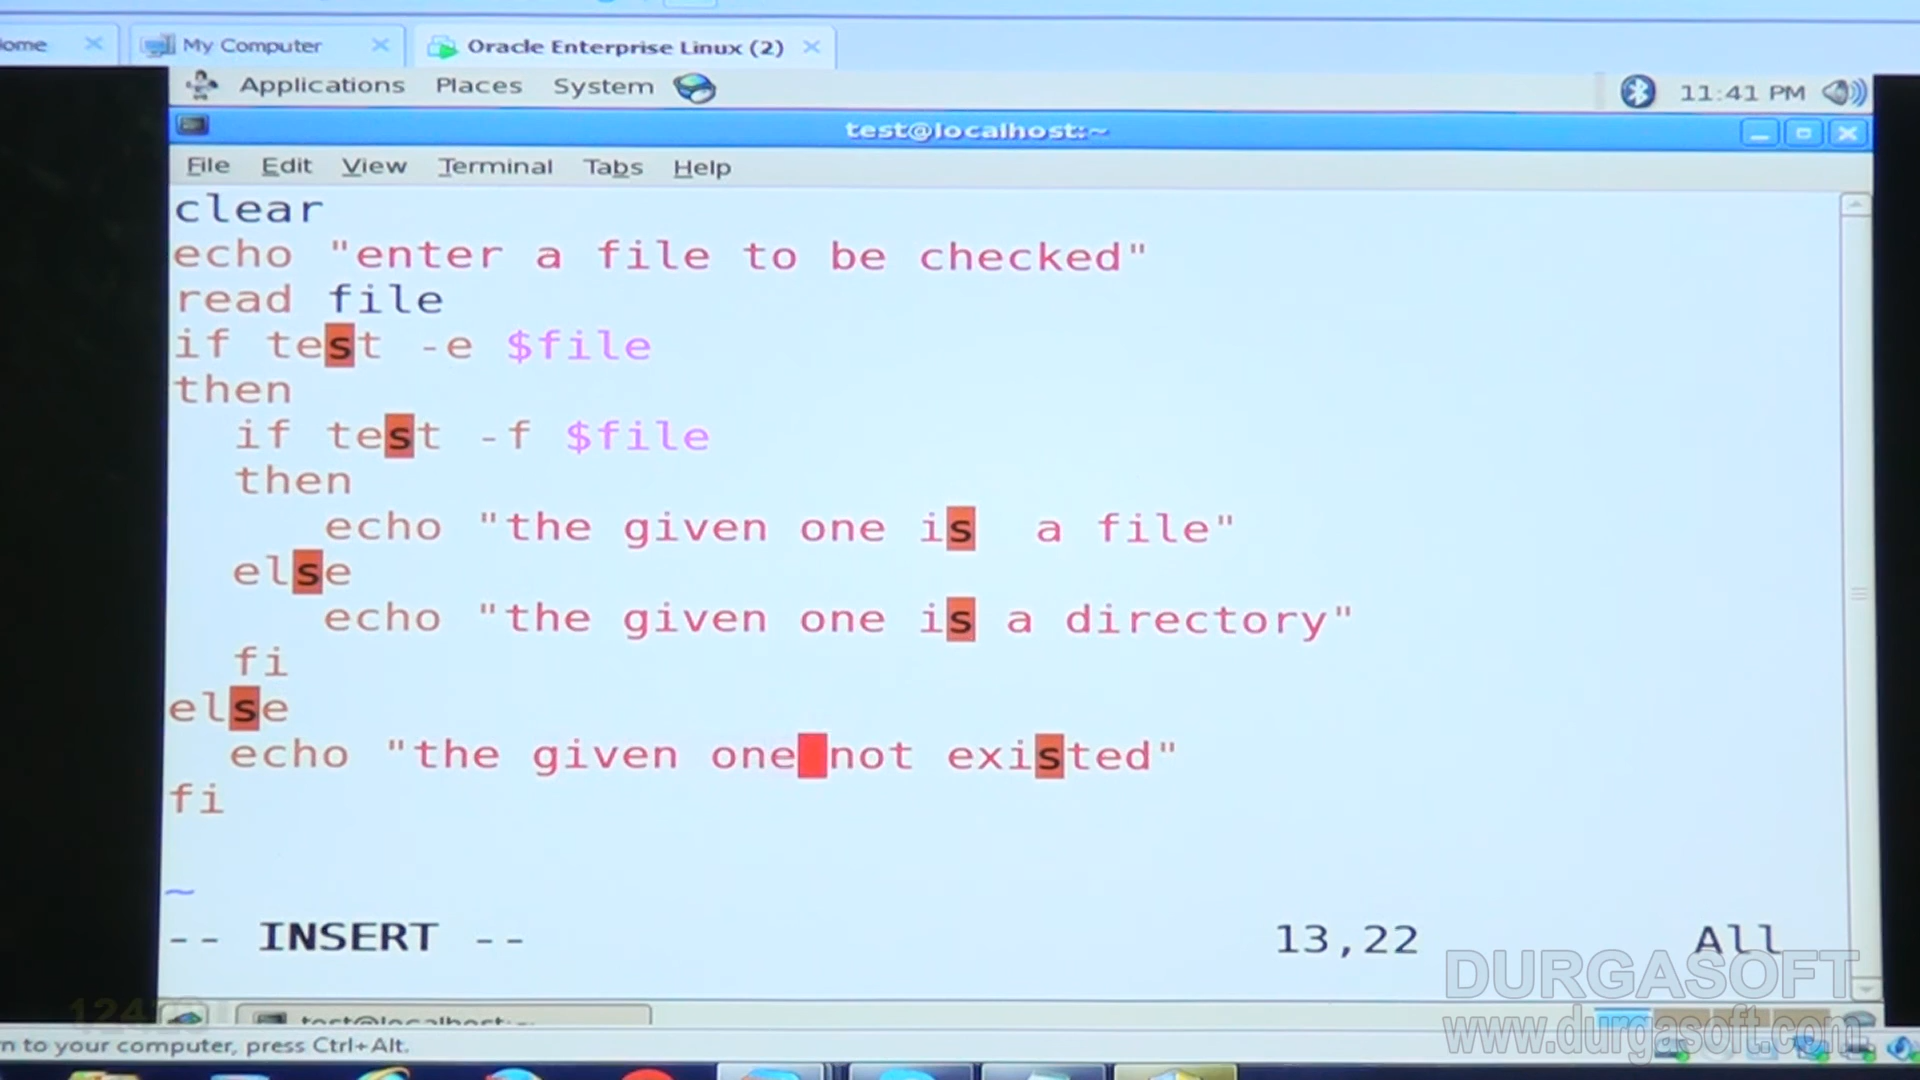 ome
My Computer
Oracle Enterprise Linux (2)
Applications Places System
11:41 PM
test@localhost:~
File Edit View Terminal Tabs Help
clear
echo "enter a file to be checked"
read file
if test -e $file
then
if test -f $file
then
echo "the given one is  a file"
else
echo "the given one is a directory"
fi
else
echo "the given one not existed"
fi
~
-- INSERT --
13,22
All
DURGASOFT
www.durgasoft.com
test@localhost:~
n to your computer, press Ctrl+Alt.